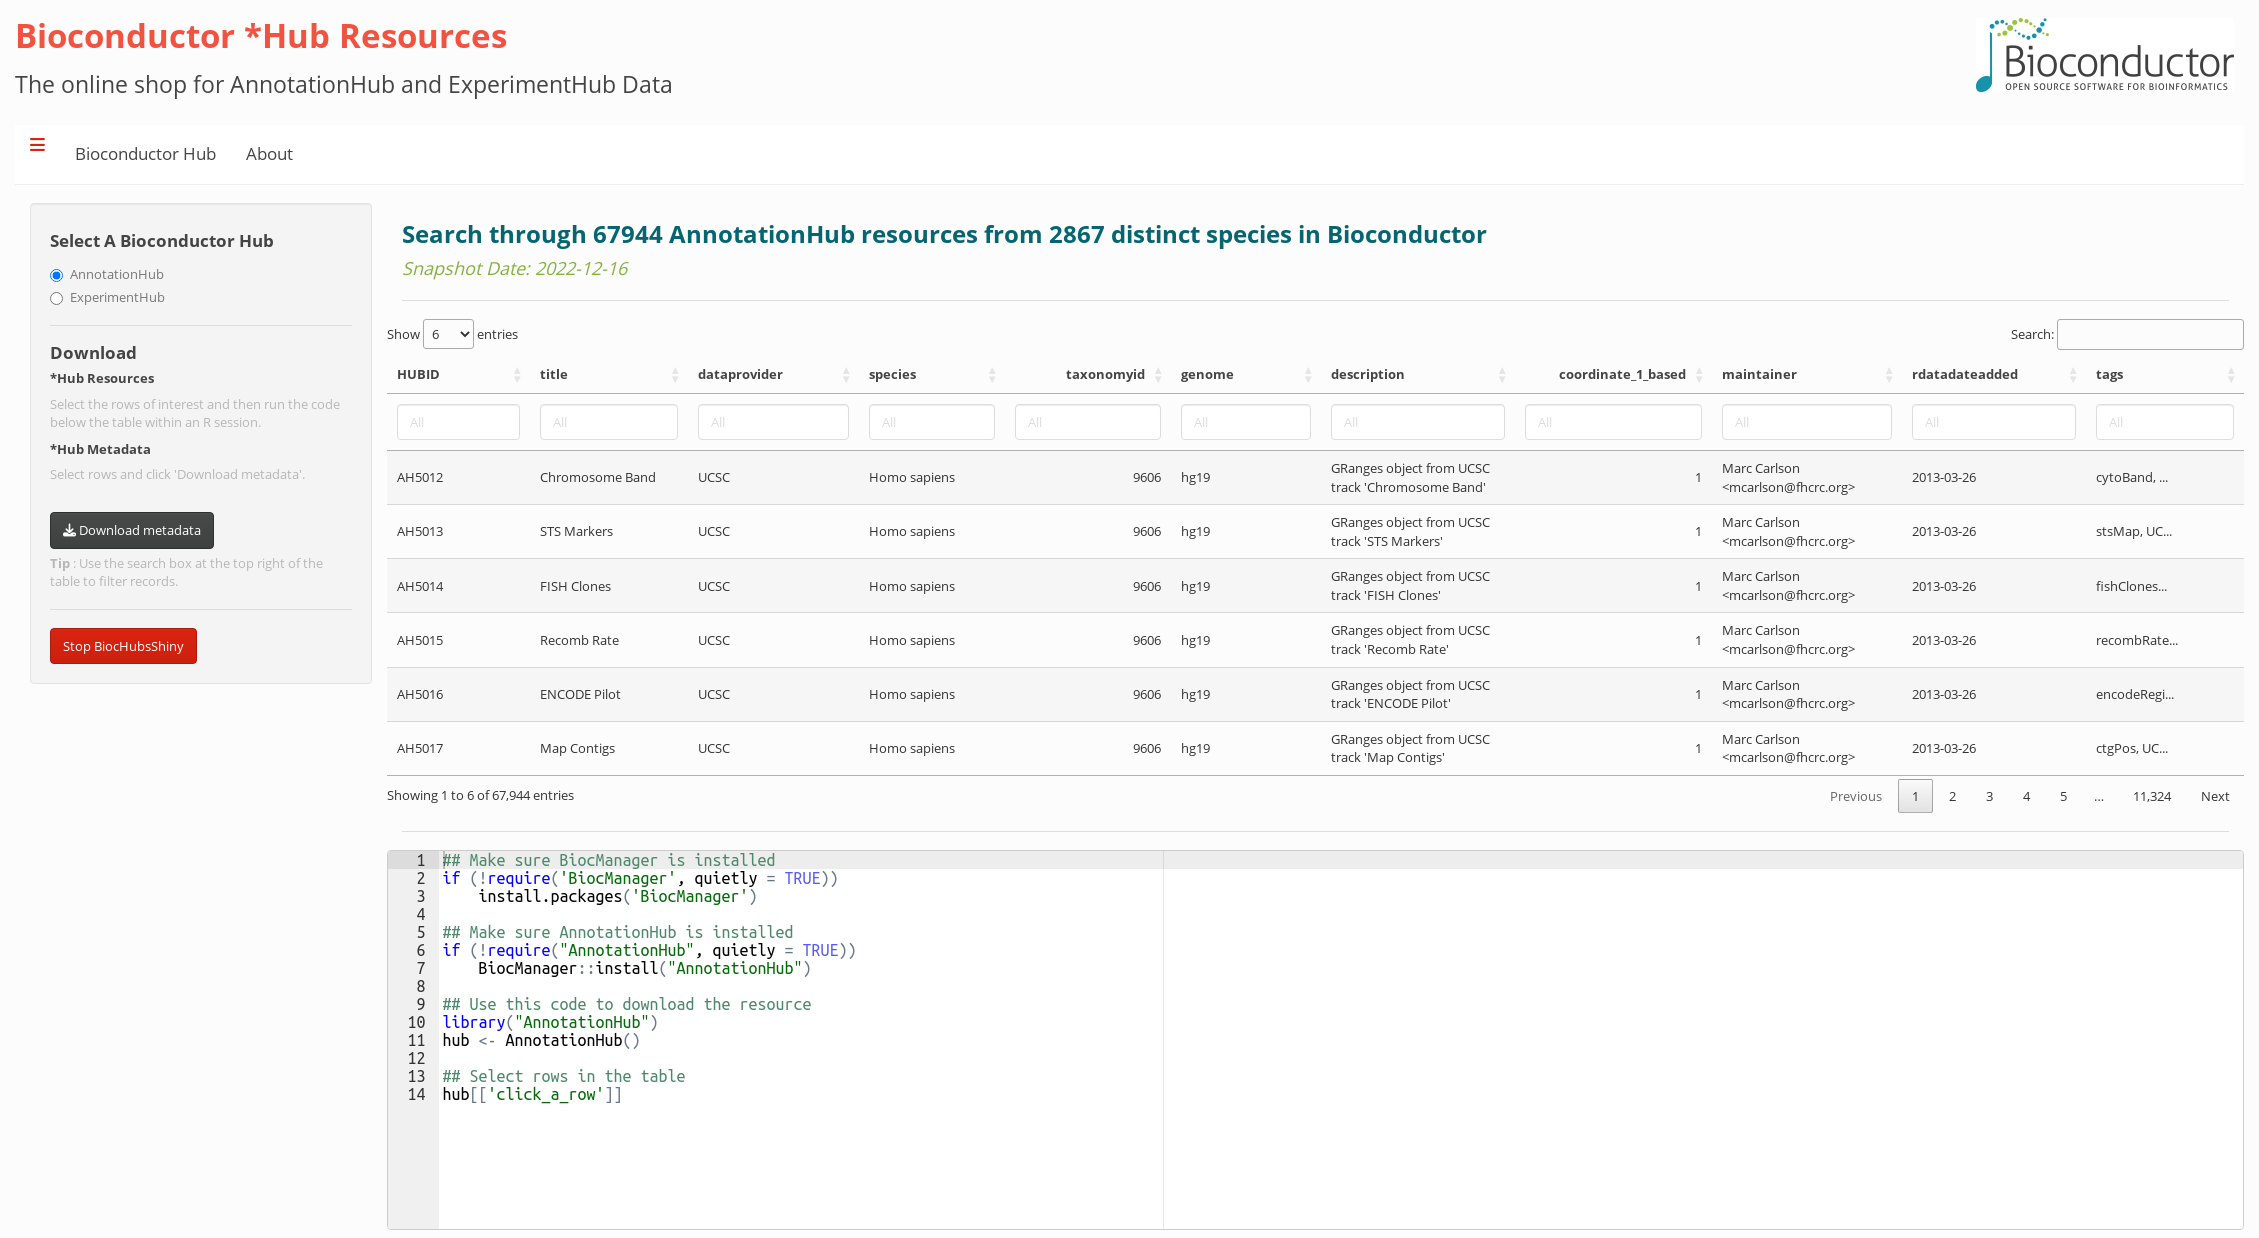 Bioconductor *Hub Resources
The online shop for AnnotationHub and ExperimentHub Data
Bioconductor
OPEN SOURCE SOFTWARE FOR BIOINFORMATICS
Bioconductor Hub About
Select A Bioconductor Hub
AnnotationHub
ExperimentHub
Download
*Hub Resources
Select the rows of interest and then run the code
below the table within an R session.
*Hub Metadata
Select rows and click 'Download metadata'.
Download metadata
Tip : Use the search box at the top right of the
table to filter records.
Stop BiocHubsShiny
Search through 67944 AnnotationHub resources from 2867 distinct species in Bioconductor
Snapshot Date: 2022-12-16
Show 6 entries
Search:
HUBID title dataprovider species taxonomyid genome description coordinate_1_based maintainer rdatadateadded tags
All All All All All All All All All All All
AH5012 Chromosome Band UCSC Homo sapiens 9606 hg19 GRanges object from UCSC track 'Chromosome Band' 1 Marc Carlson <mcarlson@fhcrc.org> 2013-03-26 cytoBand, ...
AH5013 STS Markers UCSC Homo sapiens 9606 hg19 GRanges object from UCSC track 'STS Markers' 1 Marc Carlson <mcarlson@fhcrc.org> 2013-03-26 stsMap, UC...
AH5014 FISH Clones UCSC Homo sapiens 9606 hg19 GRanges object from UCSC track 'FISH Clones' 1 Marc Carlson <mcarlson@fhcrc.org> 2013-03-26 fishClones...
AH5015 Recomb Rate UCSC Homo sapiens 9606 hg19 GRanges object from UCSC track 'Recomb Rate' 1 Marc Carlson <mcarlson@fhcrc.org> 2013-03-26 recombRate...
AH5016 ENCODE Pilot UCSC Homo sapiens 9606 hg19 GRanges object from UCSC track 'ENCODE Pilot' 1 Marc Carlson <mcarlson@fhcrc.org> 2013-03-26 encodeRegi...
AH5017 Map Contigs UCSC Homo sapiens 9606 hg19 GRanges object from UCSC track 'Map Contigs' 1 Marc Carlson <mcarlson@fhcrc.org> 2013-03-26 ctgPos, UC...
Showing 1 to 6 of 67,944 entries
Previous 1 2 3 4 5 … 11,324 Next
1 ## Make sure BiocManager is installed
2 if (!require('BiocManager', quietly = TRUE))
3     install.packages('BiocManager')
4
5 ## Make sure AnnotationHub is installed
6 if (!require("AnnotationHub", quietly = TRUE))
7     BiocManager::install("AnnotationHub")
8
9 ## Use this code to download the resource
10 library("AnnotationHub")
11 hub <- AnnotationHub()
12
13 ## Select rows in the table
14 hub[['click_a_row']]